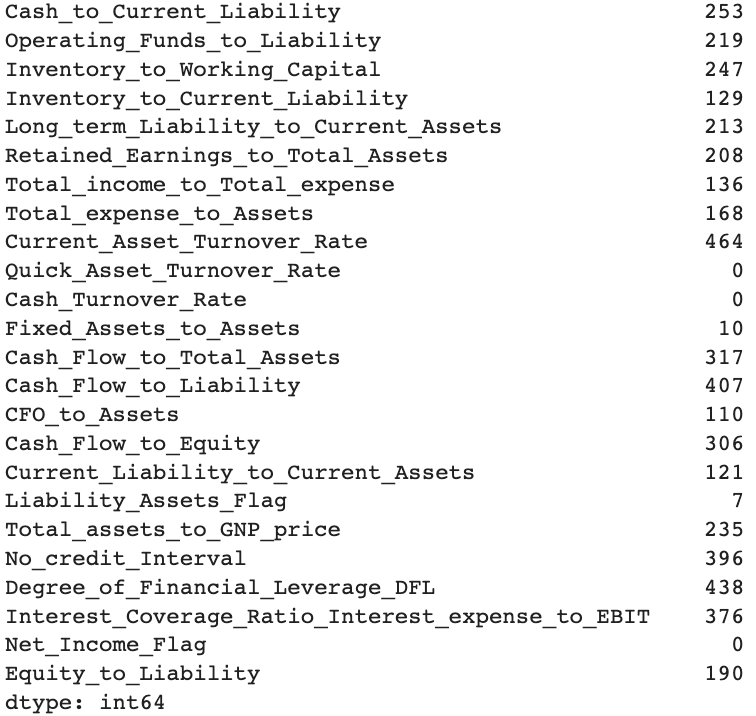 Cash_to_Current_Liability 253
Operating_Funds_to_Liability 219
Inventory_to_Working_Capital 247
Inventory_to_Current_Liability 129
Long_term_Liability_to_Current_Assets 213
Retained_Earnings_to_Total_Assets 208
Total_income_to_Total_expense 136
Total_expense_to_Assets 168
Current_Asset_Turnover_Rate 464
Quick_Asset_Turnover_Rate 0
Cash_Turnover_Rate 0
Fixed_Assets_to_Assets 10
Cash_Flow_to_Total_Assets 317
Cash_Flow_to_Liability 407
CFO_to_Assets 110
Cash_Flow_to_Equity 306
Current_Liability_to_Current_Assets 121
Liability_Assets_Flag 7
Total_assets_to_GNP_price 235
No_credit_Interval 396
Degree_of_Financial_Leverage_DFL 438
Interest_Coverage_Ratio_Interest_expense_to_EBIT 376
Net_Income_Flag 0
Equity_to_Liability 190
dtype: int64